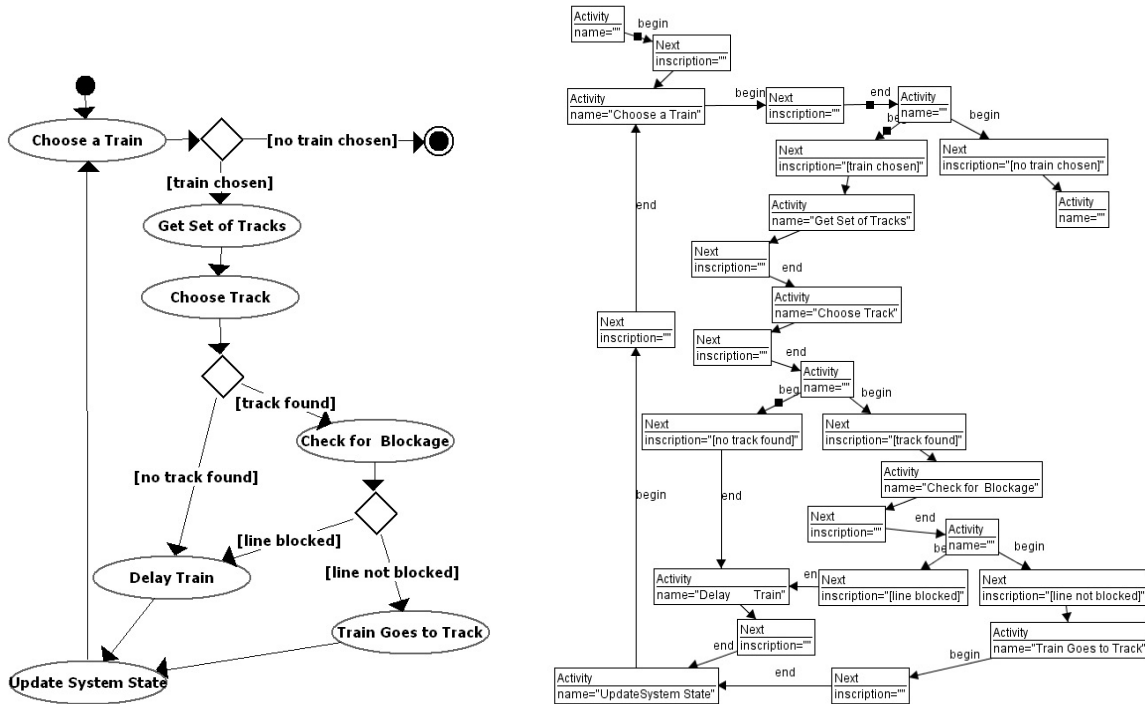 Choose a Train
[no train chosen]
[train chosen]
Get Set of Tracks
Choose Track
[track found]
Check for  Blockage
[no track found]
[line blocked]
Delay Train
[line not blocked]
Train Goes to Track
Update System State
Activity
name=""
begin
Next
inscription=""
Activity
name="Choose a Train"
begin
Next
inscription=""
end
Activity
name=""
begin
Next
inscription="[train chosen]"
Next
inscription="[no train chosen]"
Activity
name=""
Activity
name="Get Set of Tracks"
end
Next
inscription=""
end
Activity
name="Choose Track"
Next
inscription=""
Next
inscription=""
end
Activity
name=""
begin
Next
inscription="[no track found]"
Next
inscription="[track found]"
Activity
name="Check for  Blockage"
begin
end
Next
inscription=""
end
Activity
name=""
begin
Activity
name="Delay      Train"
Next
inscription="[line blocked]"
Next
inscription="[line not blocked]"
Next
inscription=""
Activity
name="Train Goes to Track"
end
begin
Activity
name="UpdateSystem State"
end
Next
inscription=""